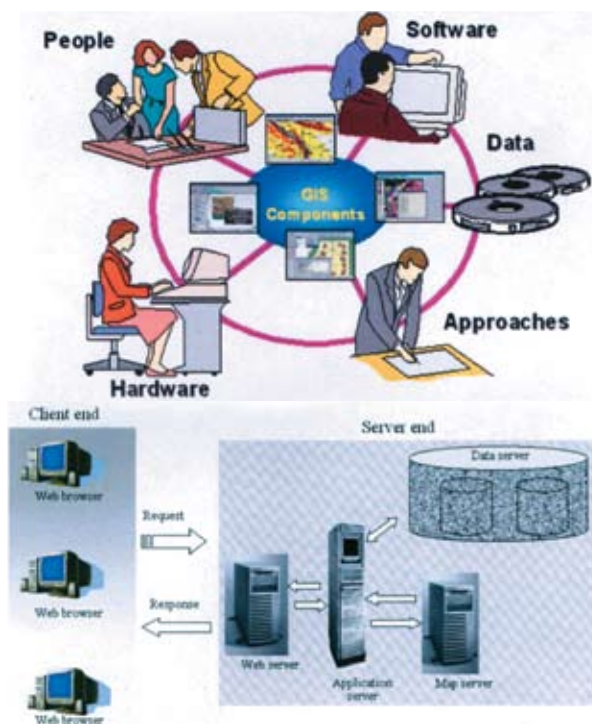 People
Software
Data
GIS
Components
Approaches
Hardware
Client end
Server end
Web browser
Data server
Request
Web browser
Response
Web server
Application
server
Map server
Web browser